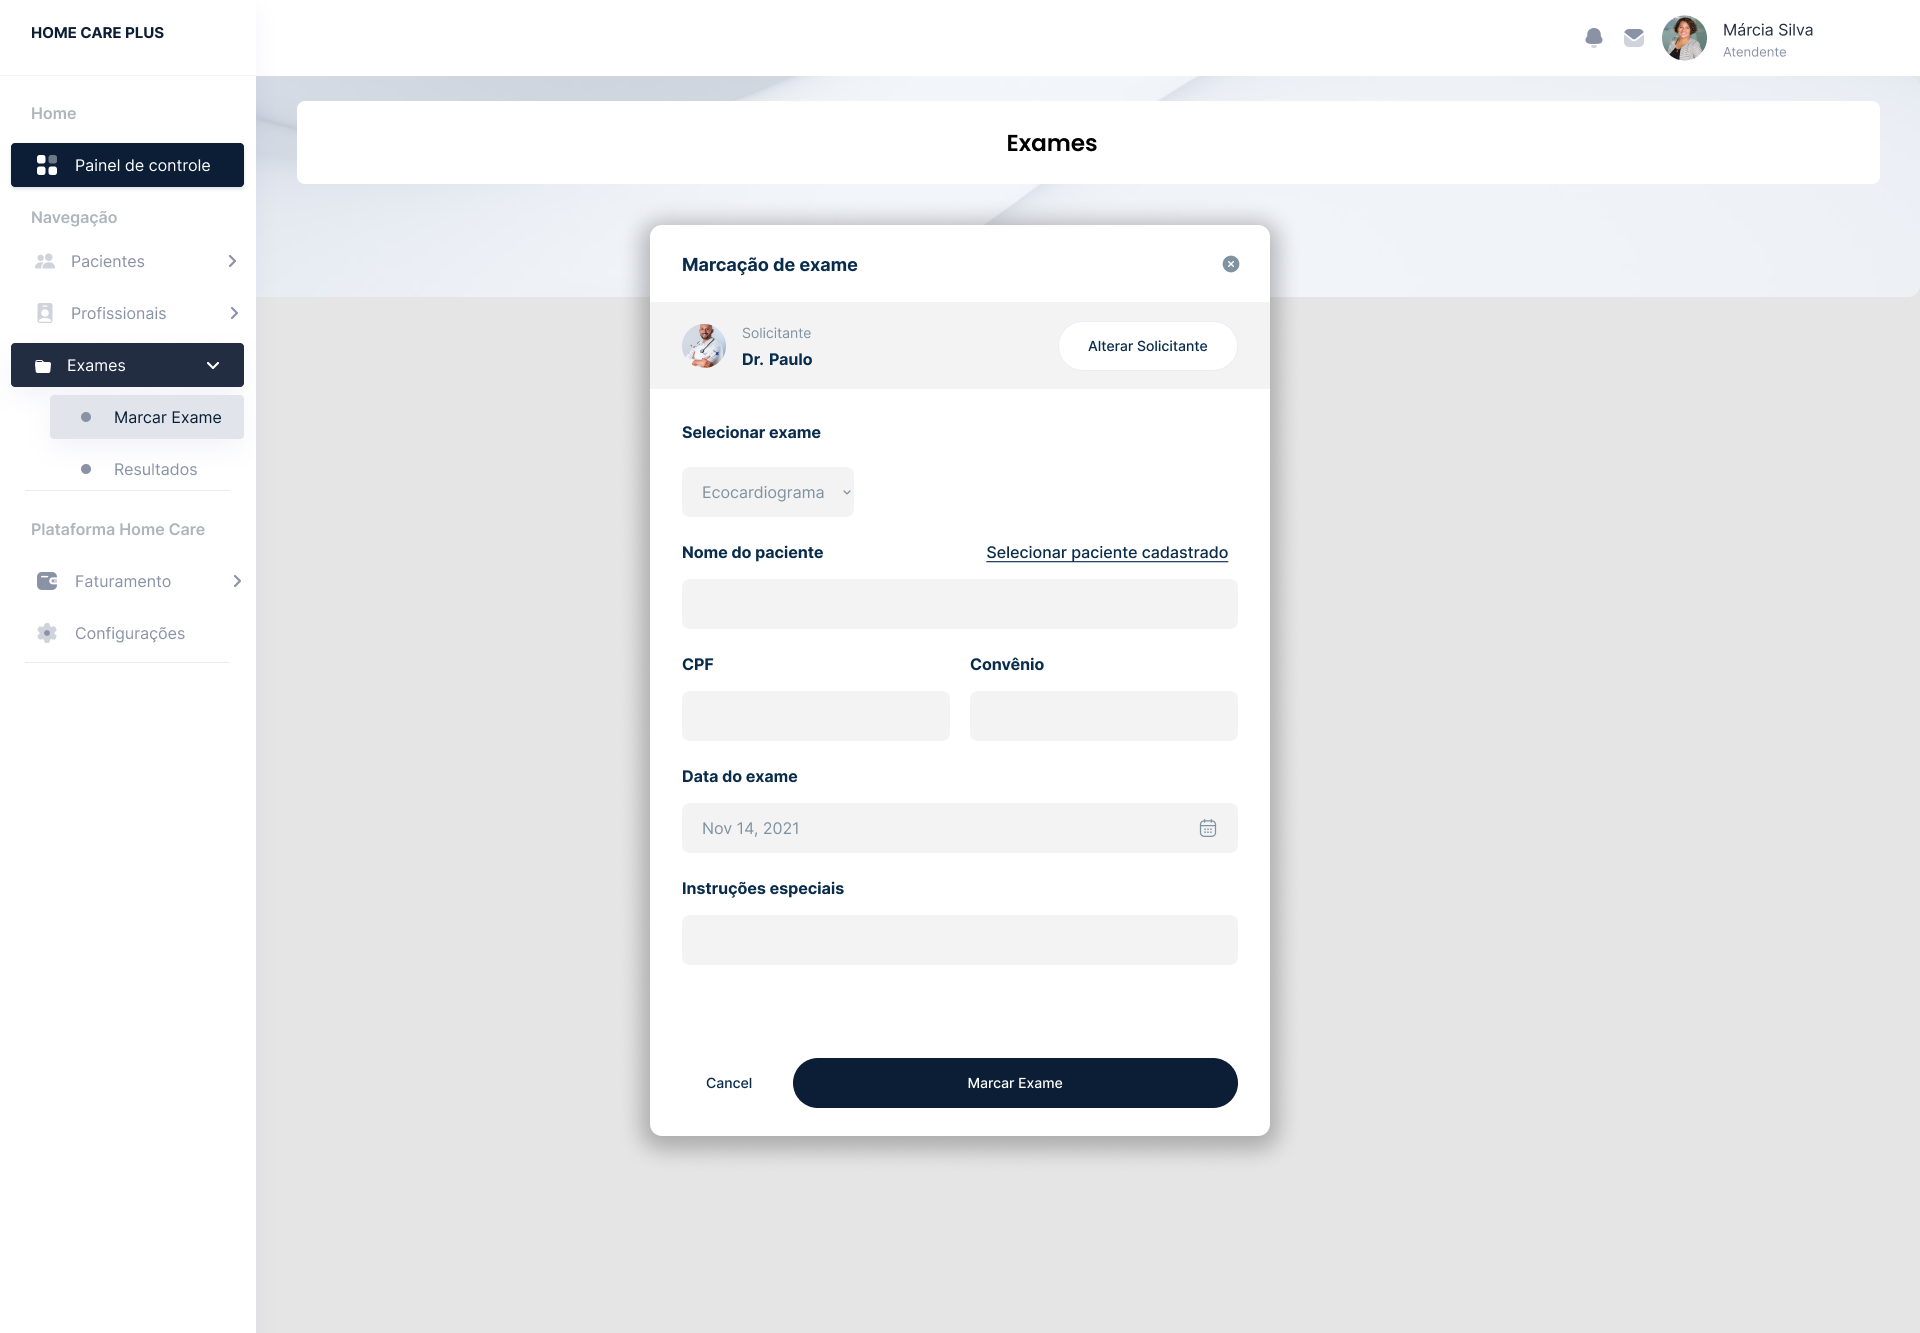 HOME CARE PLUS
Márcia Silva
Atendente
Home
Painel de controle
Navegação
Pacientes
Profissionais
Exames
Marcar Exame
Resultados
Plataforma Home Care
Faturamento
Configurações
Exames
Marcação de exame
Solicitante
Dr. Paulo
Alterar Solicitante
Selecionar exame
Ecocardiograma
Nome do paciente
Selecionar paciente cadastrado
CPF
Convênio
Data do exame
Nov 14, 2021
Instruções especiais
Cancel
Marcar Exame